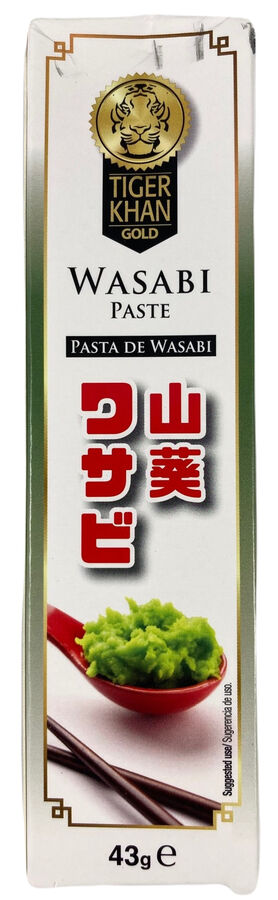 TIGER
KHAN
GOLD
WASABI
PASTE
PASTA DE WASABI
山葵
ワサビ
Suggested use/ Sugerencia de uso.
43g ℮